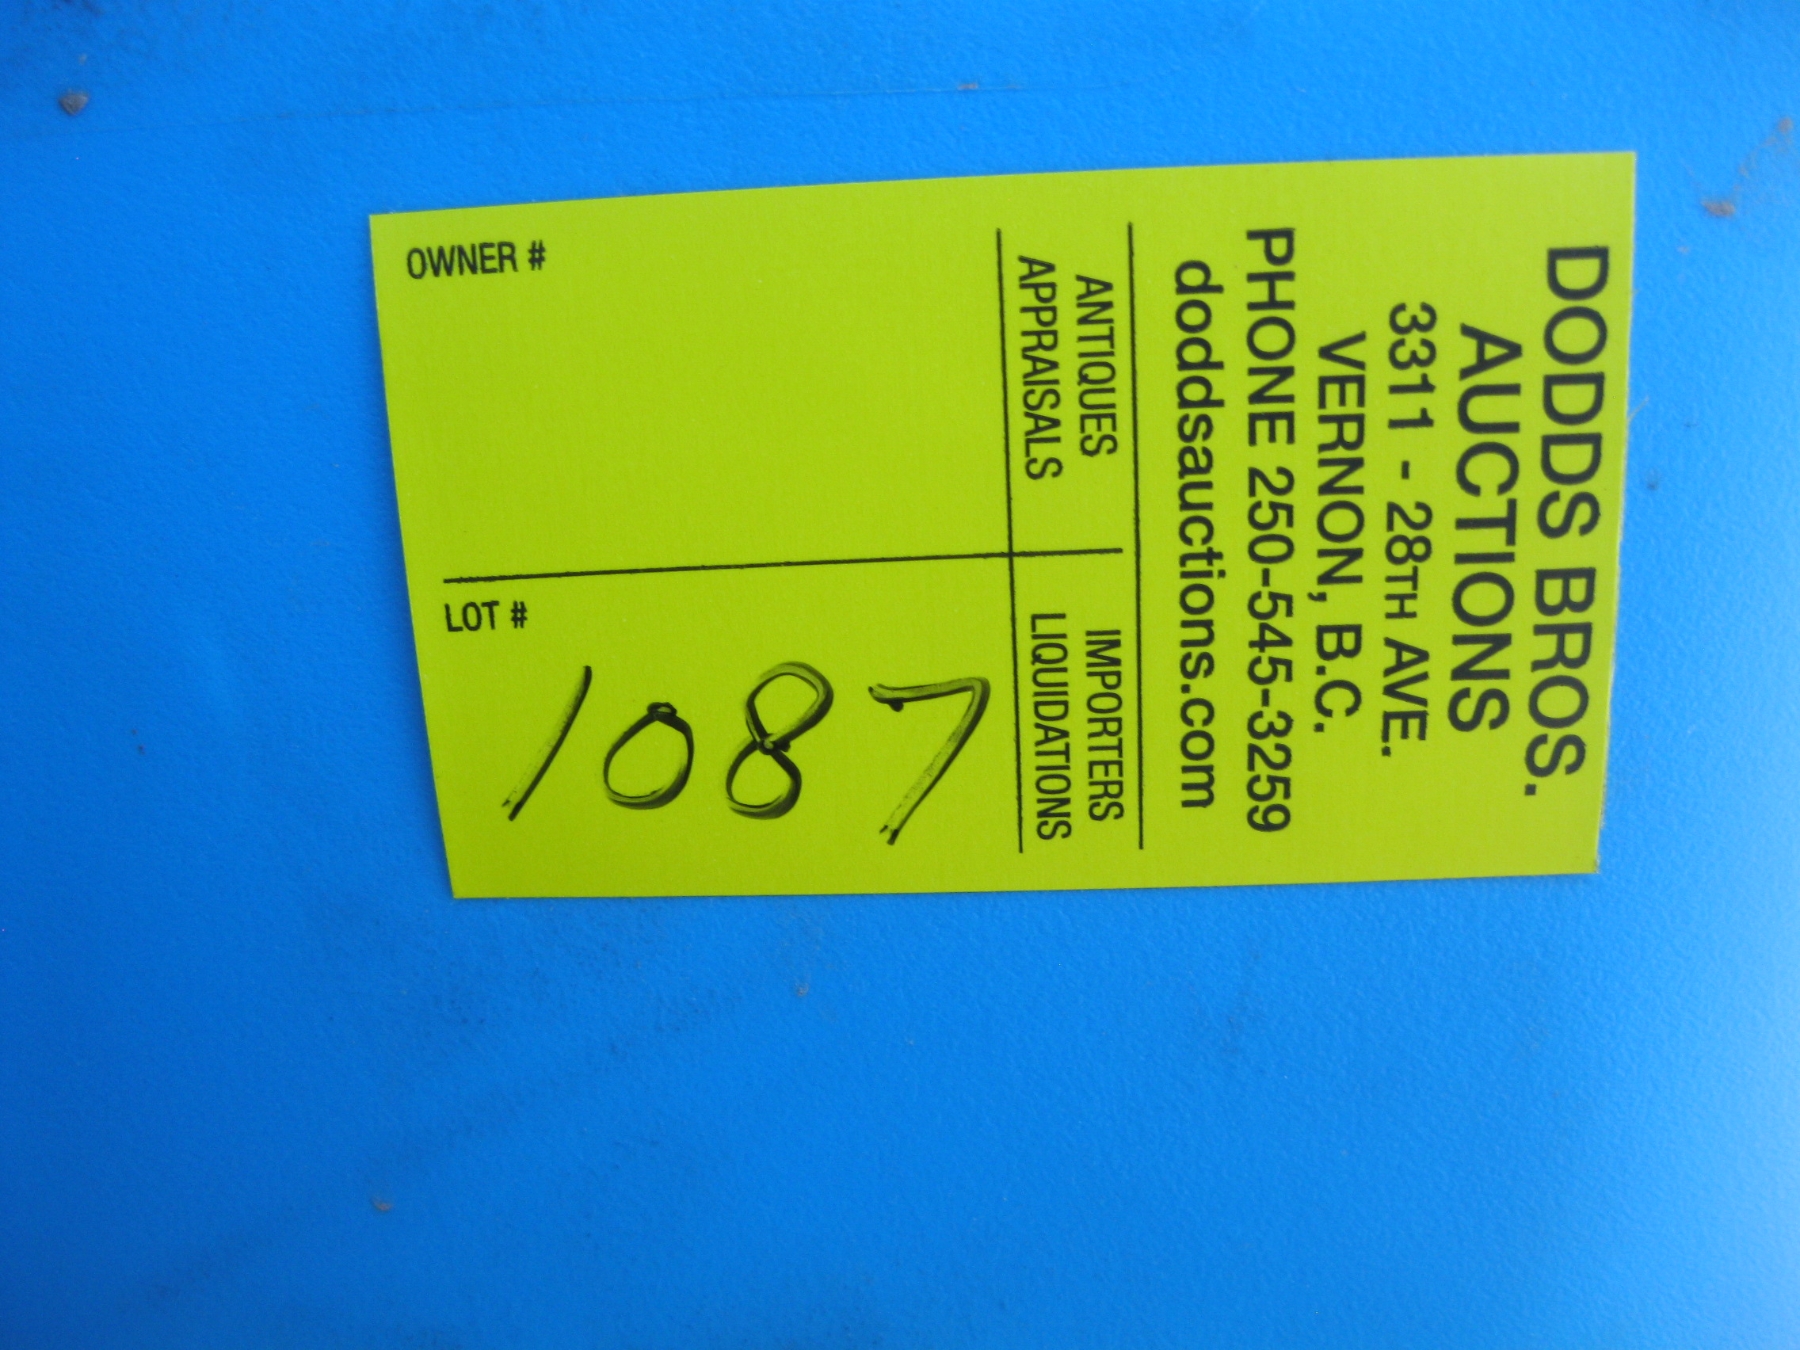 DODDS BROS.
AUCTIONS
3311 - 28TH AVE.
VERNON, B.C.
PHONE 250-545-3259
doddsauctions.com
ANTIQUES
APPRAISALS
IMPORTERS
LIQUIDATIONS
OWNER #
LOT #
1087